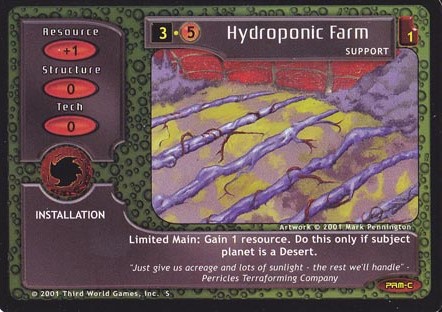 Resource
+1
Structure
0
Tech
0
INSTALLATION
3 • 5
Hydroponic Farm
SUPPORT
1
Artwork © 2001 Mark Pennington
Limited Main: Gain 1 resource. Do this only if subject
planet is a Desert.
"Just give us acreage and lots of sunlight - the rest we'll handle" -
Perricles Terraforming Company
© 2001 Third World Games, Inc. S
PRM-C